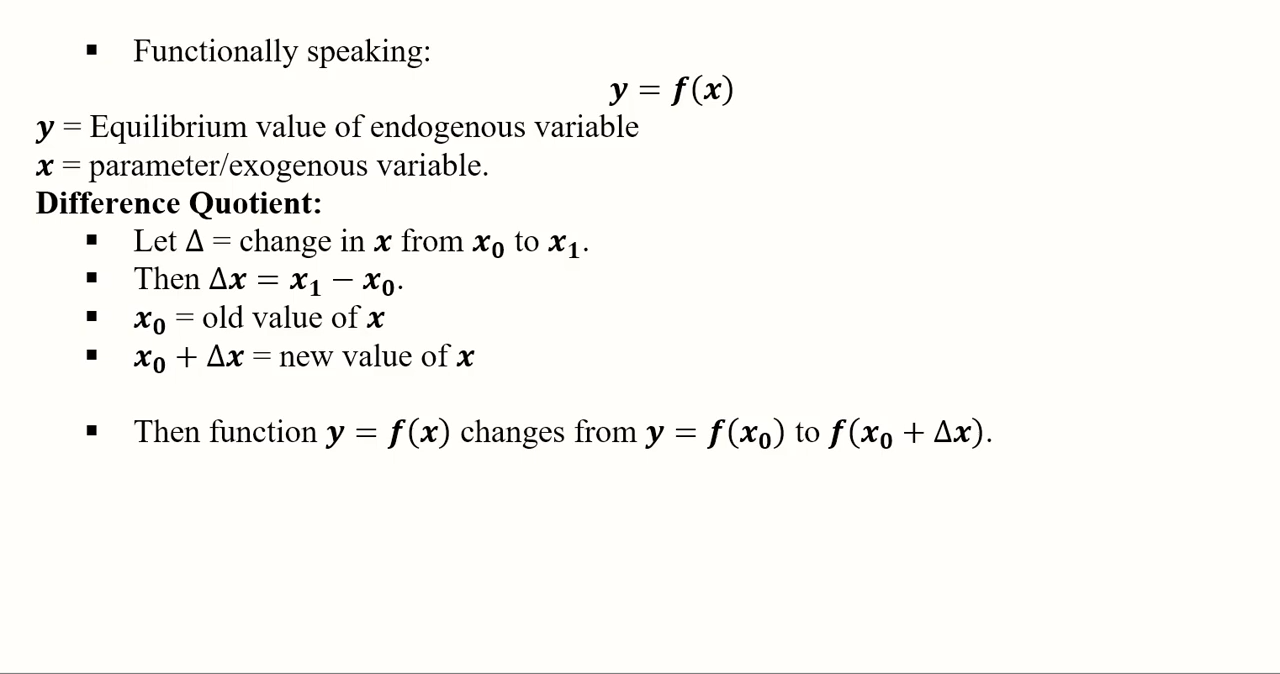 ▪ Functionally speaking:
y = f(x)
y = Equilibrium value of endogenous variable
x = parameter/exogenous variable.
Difference Quotient:
▪ Let Δ = change in x from x₀ to x₁.
▪ Then Δx = x₁ − x₀.
▪ x₀ = old value of x
▪ x₀ + Δx = new value of x
▪ Then function y = f(x) changes from y = f(x₀) to f(x₀ + Δx).